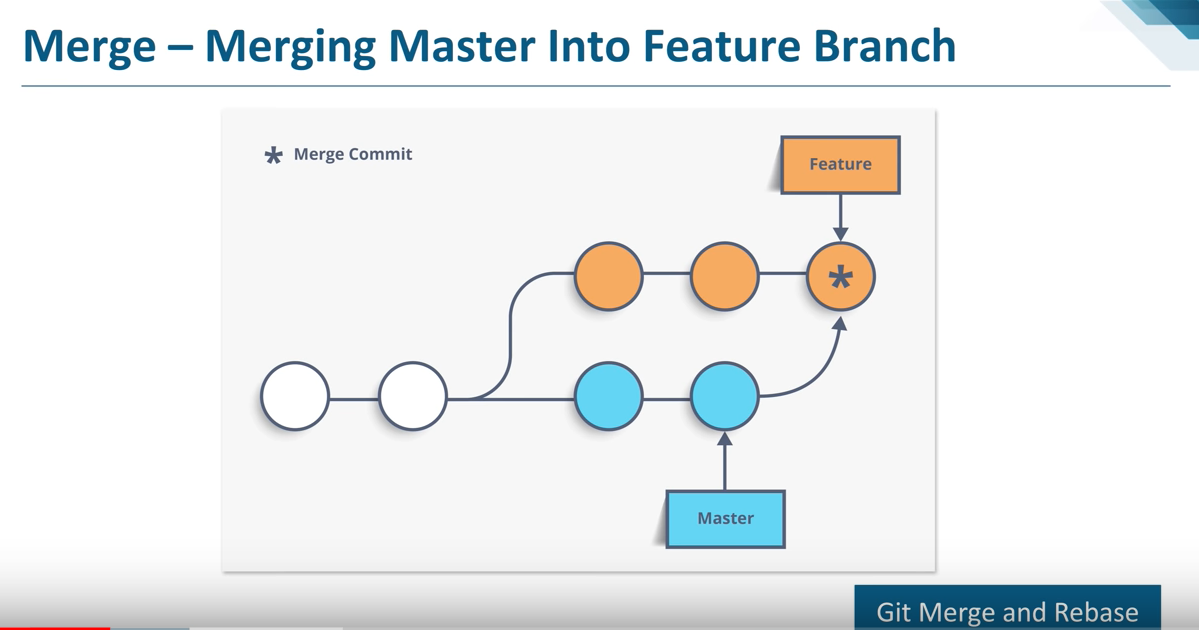 Merge – Merging Master Into Feature Branch
* Merge Commit
Feature
*
Master
Git Merge and Rebase